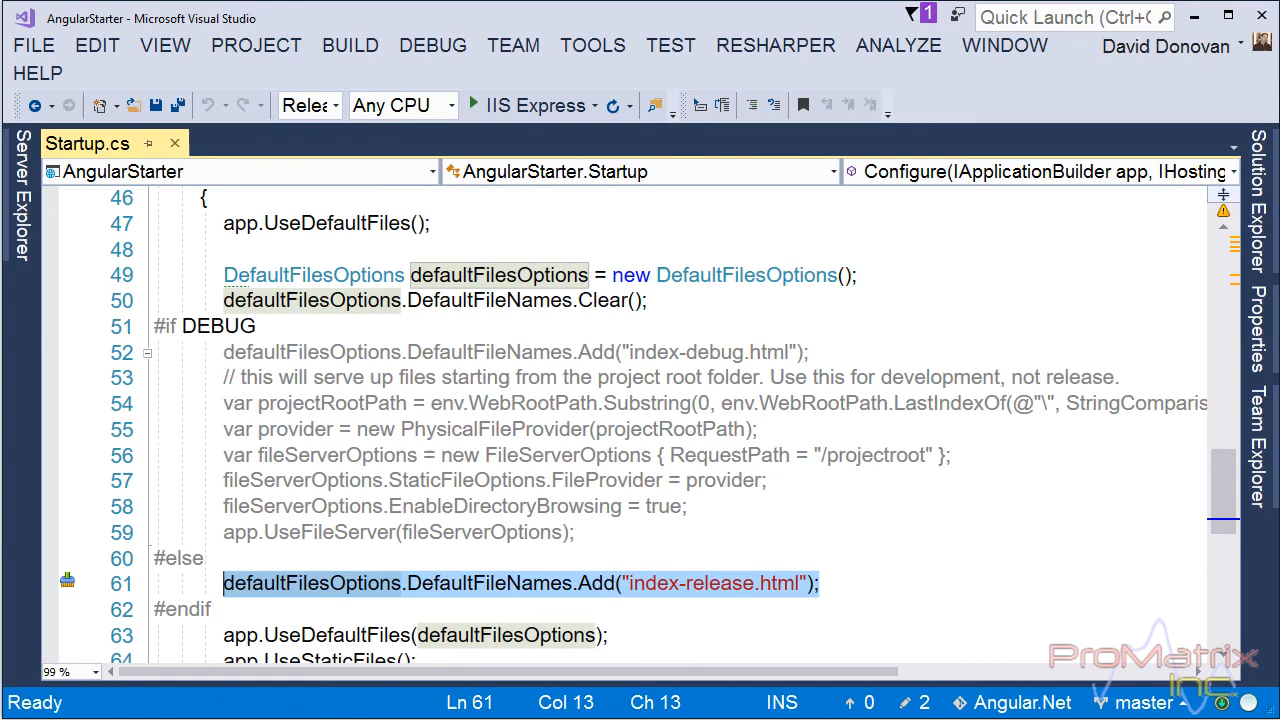 AngularStarter - Microsoft Visual Studio
1
Quick Launch (Ctrl+Q
FILE EDIT VIEW PROJECT BUILD DEBUG TEAM TOOLS TEST RESHARPER ANALYZE WINDOW David Donovan
HELP
Relea Any CPU IIS Express
Server Explorer
Startup.cs
AngularStarter AngularStarter.Startup Configure(IApplicationBuilder app, IHosting
46 {
47 app.UseDefaultFiles();
48
49 DefaultFilesOptions defaultFilesOptions = new DefaultFilesOptions();
50 defaultFilesOptions.DefaultFileNames.Clear();
51 #if DEBUG
52 defaultFilesOptions.DefaultFileNames.Add("index-debug.html");
53 // this will serve up files starting from the project root folder. Use this for development, not release.
54 var projectRootPath = env.WebRootPath.Substring(0, env.WebRootPath.LastIndexOf(@"\", StringComparis
55 var provider = new PhysicalFileProvider(projectRootPath);
56 var fileServerOptions = new FileServerOptions { RequestPath = "/projectroot" };
57 fileServerOptions.StaticFileOptions.FileProvider = provider;
58 fileServerOptions.EnableDirectoryBrowsing = true;
59 app.UseFileServer(fileServerOptions);
60 #else
61 defaultFilesOptions.DefaultFileNames.Add("index-release.html");
62 #endif
63 app.UseDefaultFiles(defaultFilesOptions);
64 app.UseStaticFiles();
Solution Explorer
Properties
Team Explorer
99 %
ProMatrix
Inc.
Ready Ln 61 Col 13 Ch 13 INS 0 2 Angular.Net master